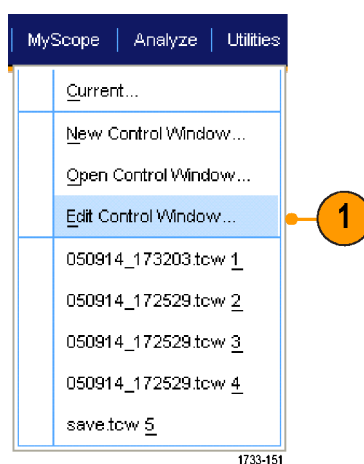 MyScope | Analyze | Utilities
Current...
New Control Window...
Open Control Window...
Edit Control Window...
1
050914_173203.tcw 1
050914_172529.tcw 2
050914_172529.tcw 3
050914_172529.tcw 4
save.tcw 5
1733-151